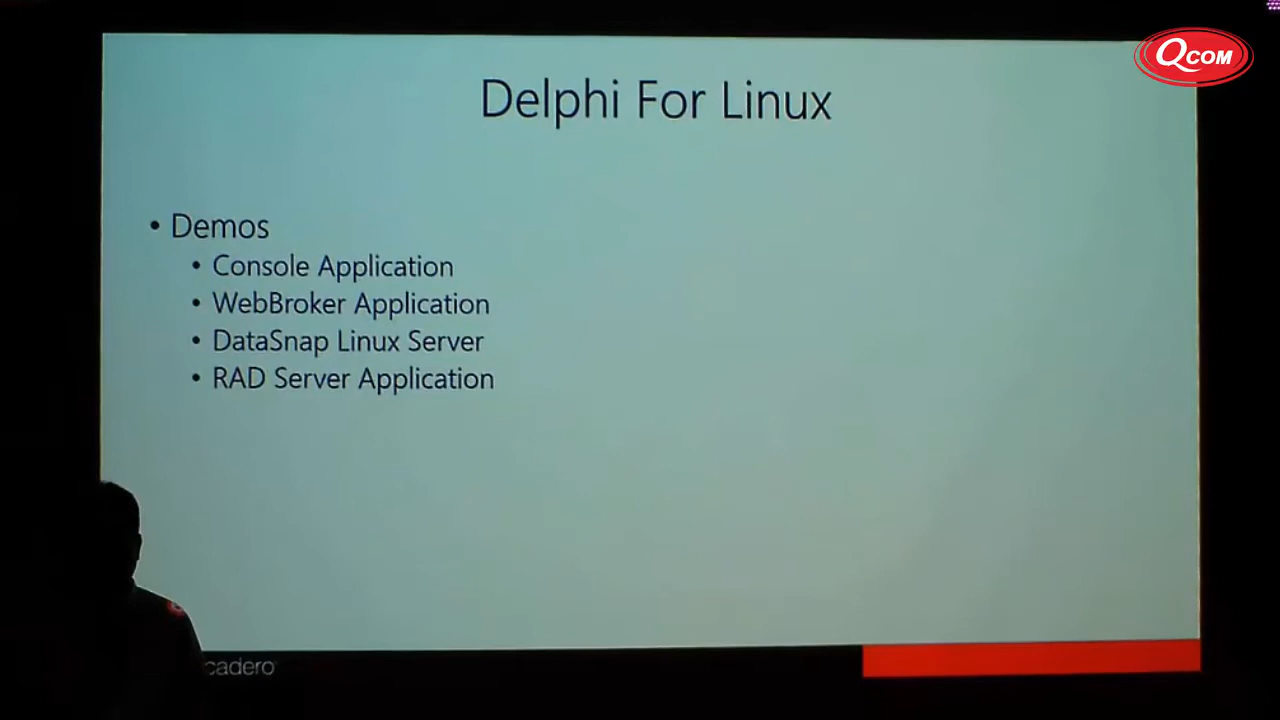 QCOM
Delphi For Linux
• Demos
• Console Application
• WebBroker Application
• DataSnap Linux Server
• RAD Server Application
cadero